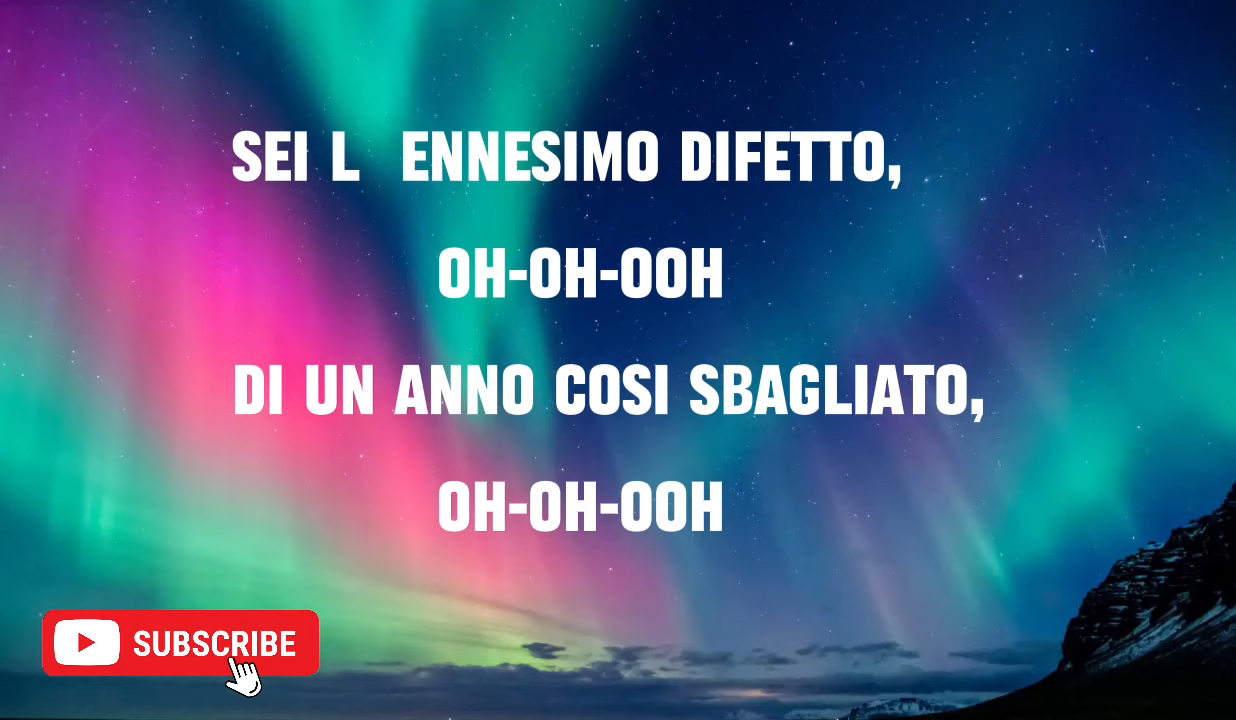 SEI L  ENNESIMO DIFETTO,
OH-OH-OOH
DI UN ANNO COSI SBAGLIATO,
OH-OH-OOH
SUBSCRIBE